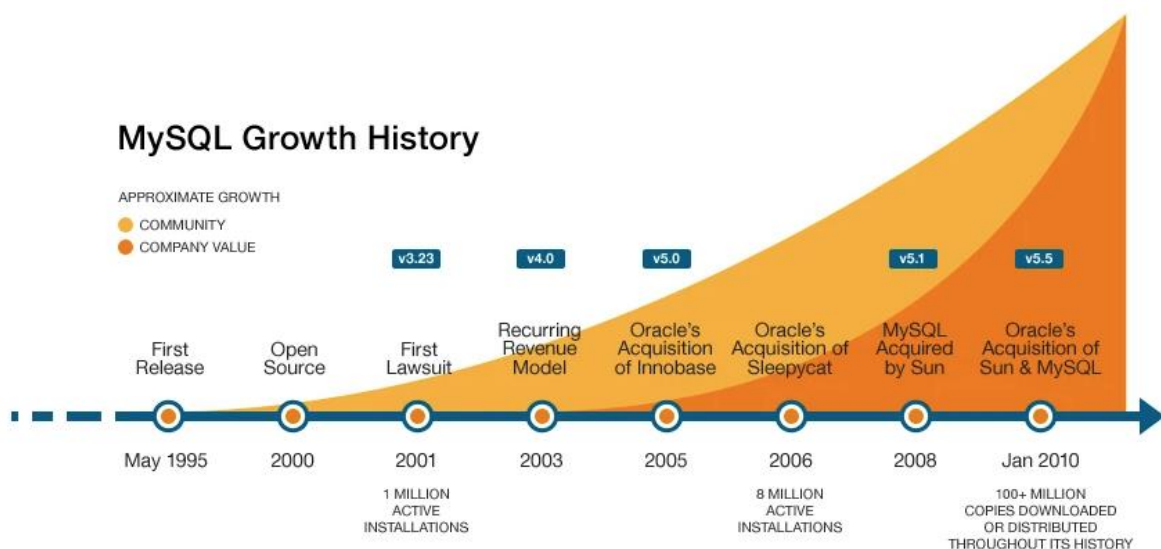 MySQL Growth History
APPROXIMATE GROWTH
COMMUNITY
COMPANY VALUE
v3.23
v4.0
v5.0
v5.1
v5.5
First
Release
Open
Source
First
Lawsuit
Recurring
Revenue
Model
Oracle's
Acquisition
of Innobase
Oracle's
Acquisition of
Sleepycat
MySQL
Acquired
by Sun
Oracle's
Acquisition of
Sun & MySQL
May 1995
2000
2001
2003
2005
2006
2008
Jan 2010
1 MILLION
ACTIVE
INSTALLATIONS
8 MILLION
ACTIVE
INSTALLATIONS
100+ MILLION
COPIES DOWNLOADED
OR DISTRIBUTED
THROUGHOUT ITS HISTORY